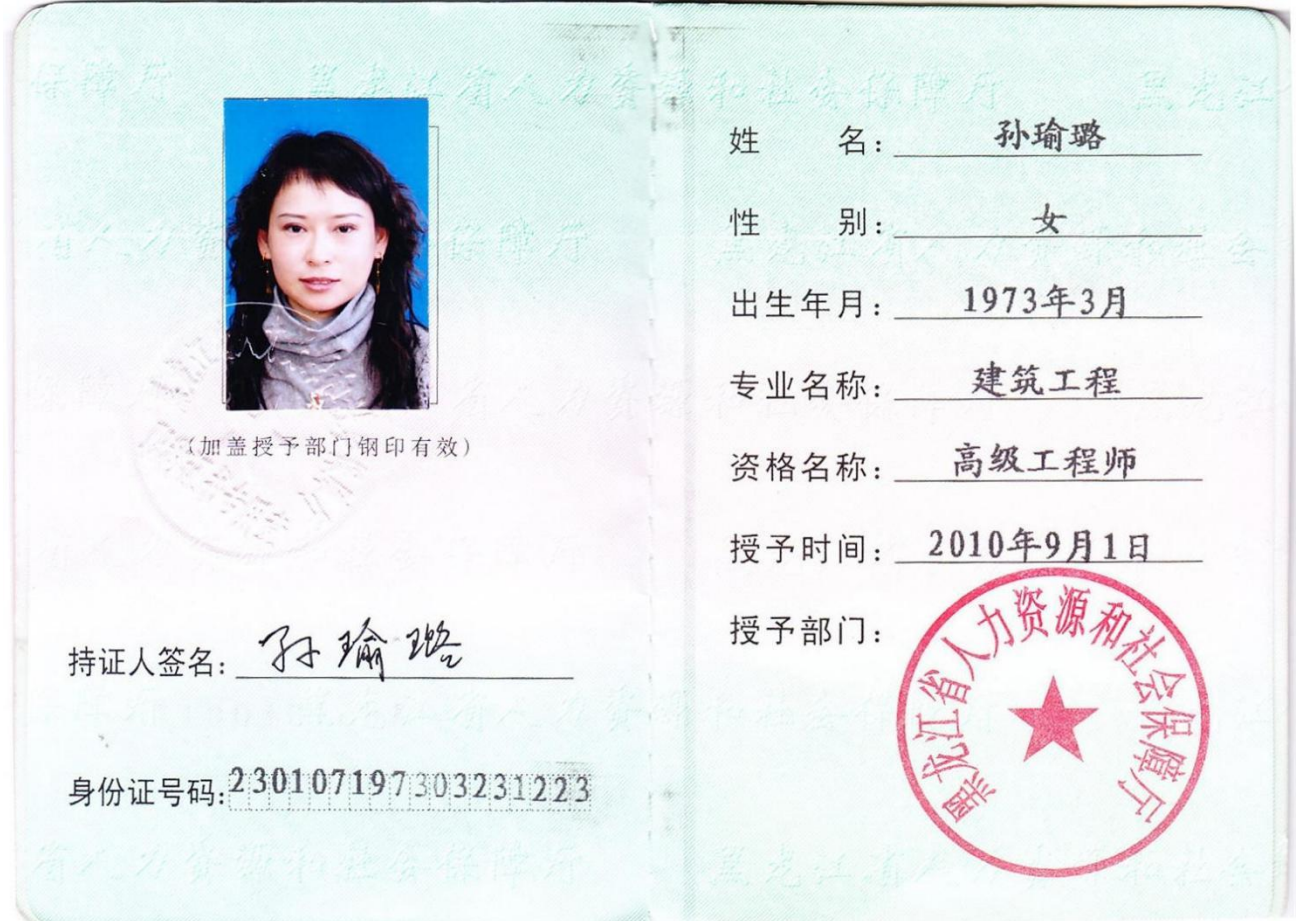 (加盖授予部门钢印有效)
持证人签名: 孙瑜璐
身份证号码: 230107197303231223
姓 名: 孙瑜璐
性 别: 女
出生年月: 1973年3月
专业名称: 建筑工程
资格名称: 高级工程师
授予时间: 2010年9月1日
授予部门:
黑龙江省人力资源和社会保障厅